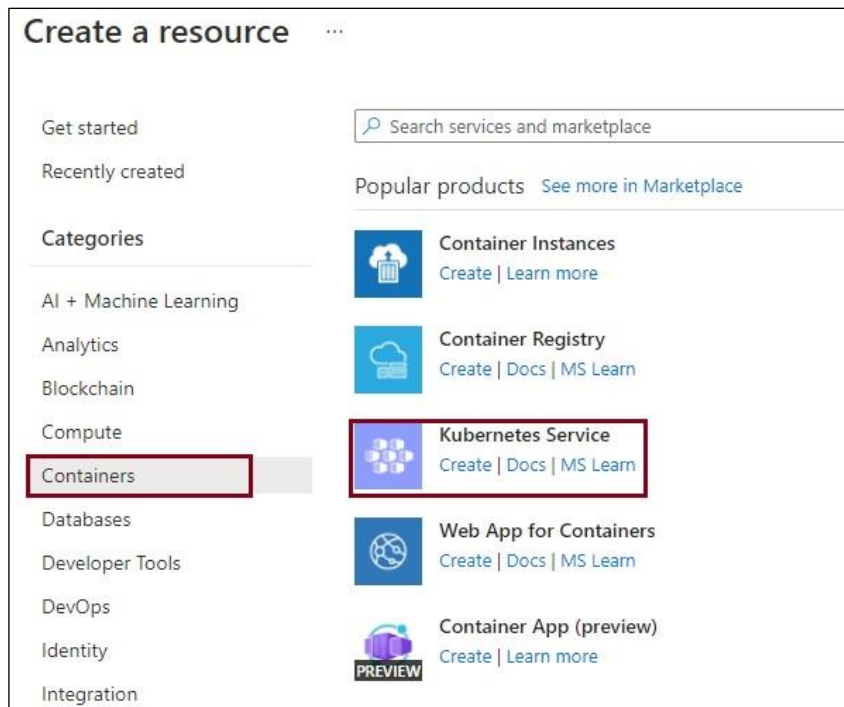 Create a resource ...
Get started
Recently created
Categories
AI + Machine Learning
Analytics
Blockchain
Compute
Containers
Databases
Developer Tools
DevOps
Identity
Integration
Search services and marketplace
Popular products See more in Marketplace
Container Instances
Create | Learn more
Container Registry
Create | Docs | MS Learn
Kubernetes Service
Create | Docs | MS Learn
Web App for Containers
Create | Docs | MS Learn
Container App (preview)
Create | Learn more
PREVIEW